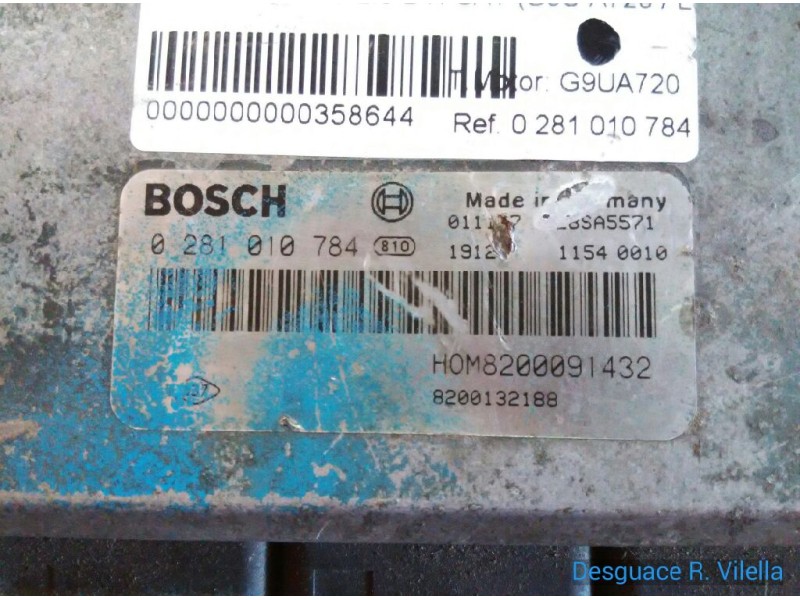 T. Motor: G9UA720
0000000000358644
Ref. 0 281 010 784
BOSCH
Made in Germany
0 281 010 784 810
1154 0010
HOM8200091432
8200132188
Desguace R. Vilella